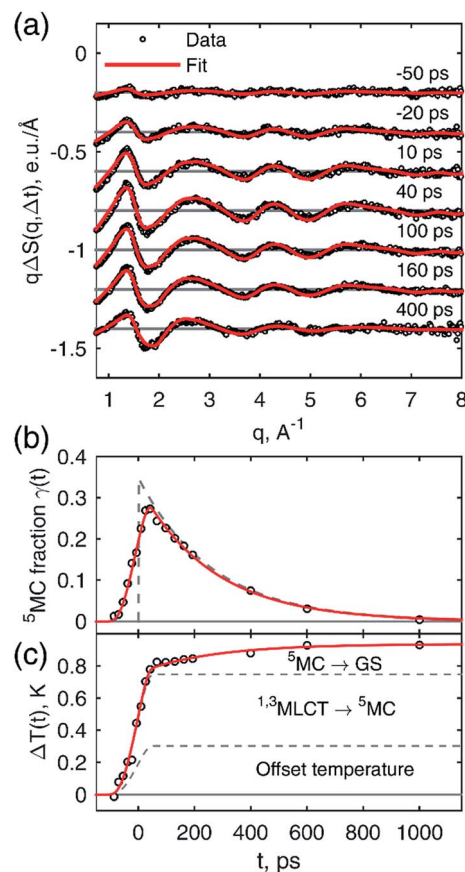 (a)
0
-0.5
-1
-1.5
qΔS(q,Δt), e.u./Å
Data
Fit
-50 ps
-20 ps
10 ps
40 ps
100 ps
160 ps
400 ps
1 2 3 4 5 6 7 8
q, A⁻¹
(b)
0.4
0.3
0.2
0.1
0
⁵MC fraction γ(t)
(c)
0.8
0.6
0.4
0.2
0
ΔT(t), K
⁵MC → GS
¹,³MLCT → ⁵MC
Offset temperature
0 200 400 600 800 1000
t, ps